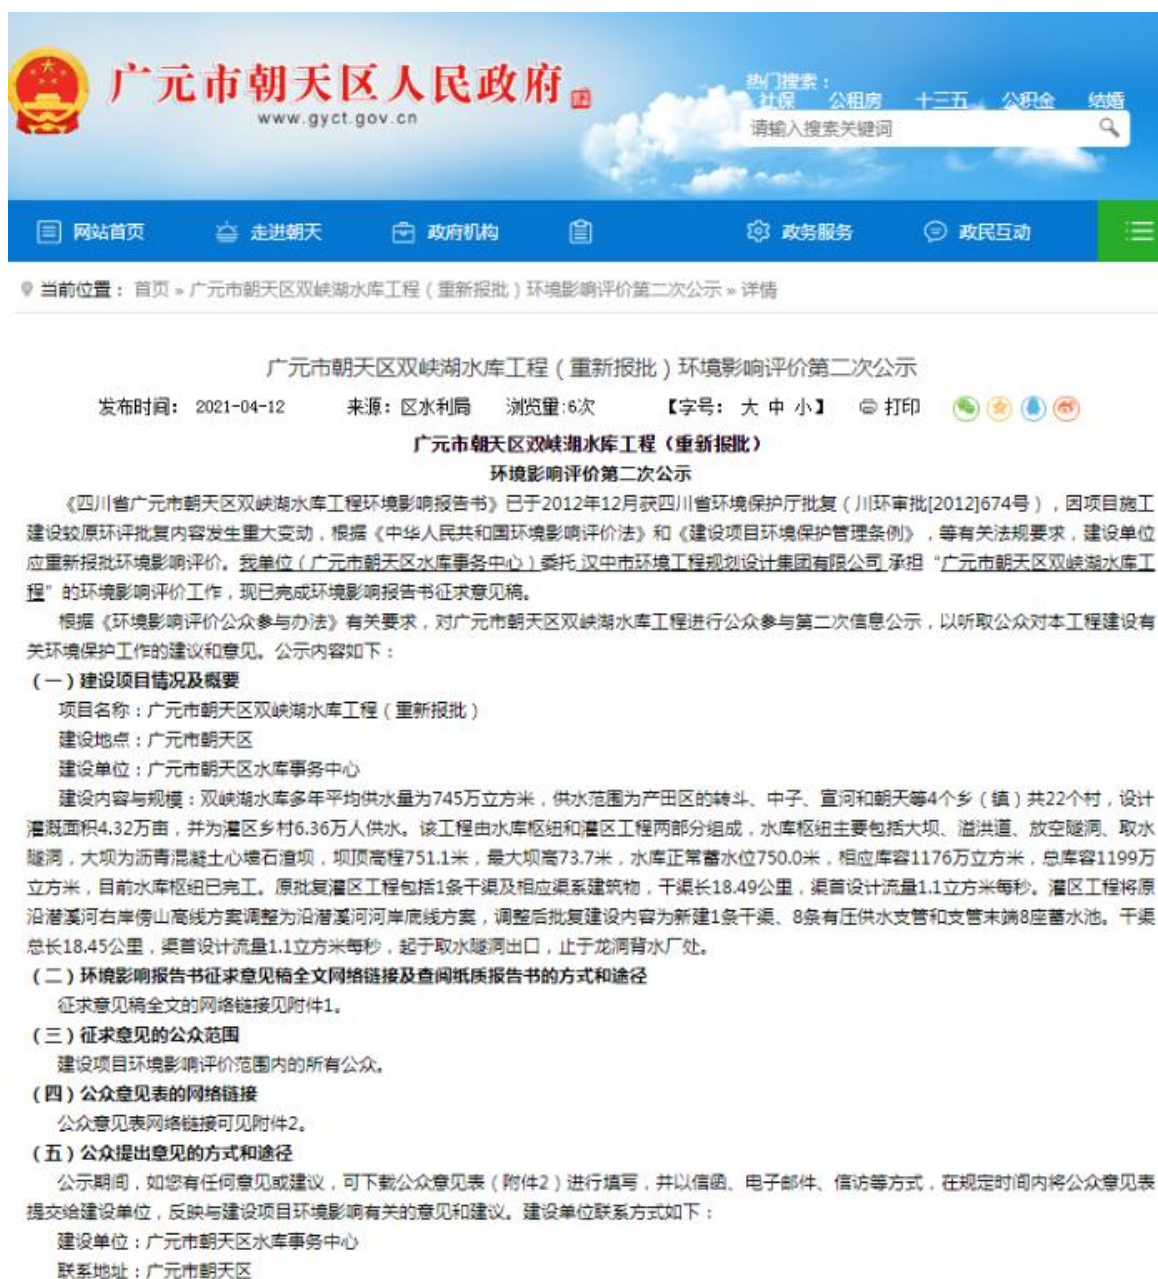 广元市朝天区人民政府
www.gyct.gov.cn
热门搜索：
社保 公租房 十三五 公积金 结婚
请输入搜索关键词
网站首页 走进朝天 政府机构 政务服务 政民互动
当前位置： 首页 » 广元市朝天区双峡湖水库工程（重新报批）环境影响评价第二次公示 » 详情
广元市朝天区双峡湖水库工程（重新报批）环境影响评价第二次公示
发布时间： 2021-04-12 来源：区水利局 浏览量:6次 【字号： 大 中 小】 打印
广元市朝天区双峡湖水库工程（重新报批）
环境影响评价第二次公示
《四川省广元市朝天区双峡湖水库工程环境影响报告书》已于2012年12月获四川省环境保护厅批复（川环审批[2012]674号），因项目施工
建设较原环评批复内容发生重大变动，根据《中华人民共和国环境影响评价法》和《建设项目环境保护管理条例》，等有关法规要求，建设单位
应重新报批环境影响评价。我单位（广元市朝天区水库事务中心）委托 汉中市环境工程规划设计集团有限公司 承担“广元市朝天区双峡湖水库工
程”的环境影响评价工作，现已完成环境影响报告书征求意见稿。
根据《环境影响评价公众参与办法》有关要求，对广元市朝天区双峡湖水库工程进行公众参与第二次信息公示，以听取公众对本工程建设有
关环境保护工作的建议和意见。公示内容如下：
（一）建设项目情况及概要
项目名称：广元市朝天区双峡湖水库工程（重新报批）
建设地点：广元市朝天区
建设单位：广元市朝天区水库事务中心
建设内容与规模：双峡湖水库多年平均供水量为745万立方米，供水范围为产田区的转斗、中子、宣河和朝天等4个乡（镇）共22个村，设计
灌溉面积4.32万亩，并为灌区乡村6.36万人供水。该工程由水库枢纽和灌区工程两部分组成，水库枢纽主要包括大坝、溢洪道、放空隧洞、取水
隧洞，大坝为沥青混凝土心墙石渣坝，坝顶高程751.1米，最大坝高73.7米，水库正常蓄水位750.0米，相应库容1176万立方米，总库容1199万
立方米，目前水库枢纽已完工。原批复灌区工程包括1条干渠及相应渠系建筑物，干渠长18.49公里，渠首设计流量1.1立方米每秒。灌区工程将原
沿潜溪河右岸傍山高线方案调整为沿潜溪河河岸底线方案，调整后批复建设内容为新建1条干渠、8条有压供水支管和支管末端8座蓄水池。干渠
总长18.45公里，渠首设计流量1.1立方米每秒，起于取水隧洞出口，止于龙洞背水厂处。
（二）环境影响报告书征求意见稿全文网络链接及查阅纸质报告书的方式和途径
征求意见稿全文的网络链接见附件1。
（三）征求意见的公众范围
建设项目环境影响评价范围内的所有公众。
（四）公众意见表的网络链接
公众意见表网络链接可见附件2。
（五）公众提出意见的方式和途径
公示期间，如您有任何意见或建议，可下载公众意见表（附件2）进行填写，并以信函、电子邮件、信访等方式，在规定时间内将公众意见表
提交给建设单位，反映与建设项目环境影响有关的意见和建议。建设单位联系方式如下：
建设单位：广元市朝天区水库事务中心
联系地址：广元市朝天区